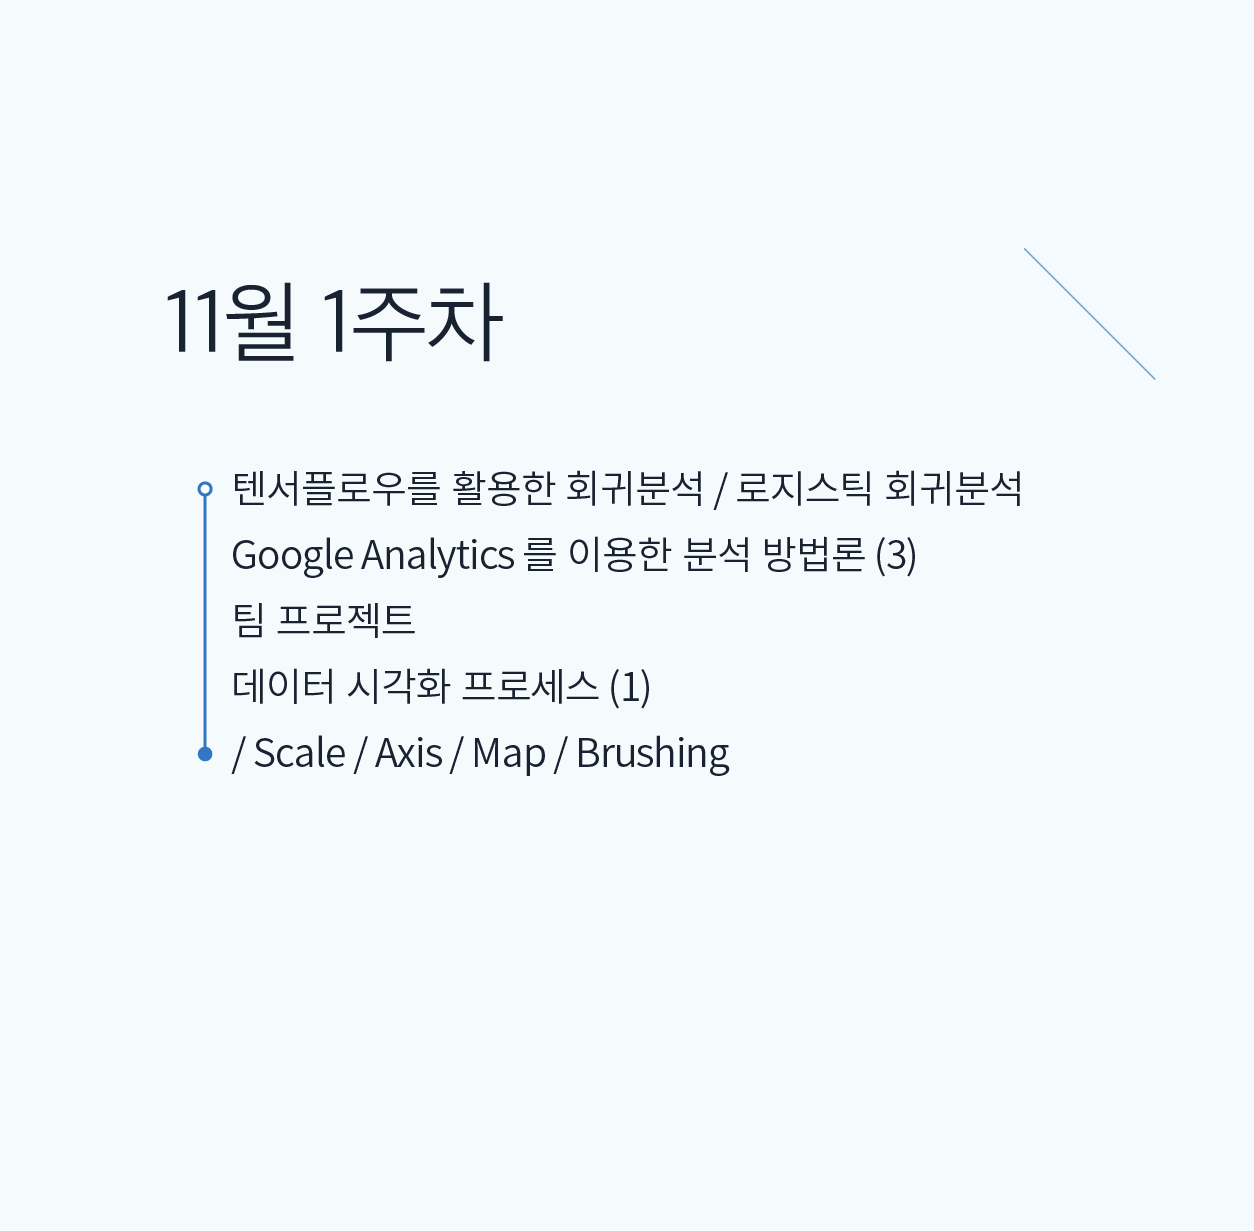 11월 1주차
텐서플로우를 활용한 회귀분석 / 로지스틱 회귀분석
Google Analytics 를 이용한 분석 방법론 (3)
팀 프로젝트
데이터 시각화 프로세스 (1)
/ Scale / Axis / Map / Brushing